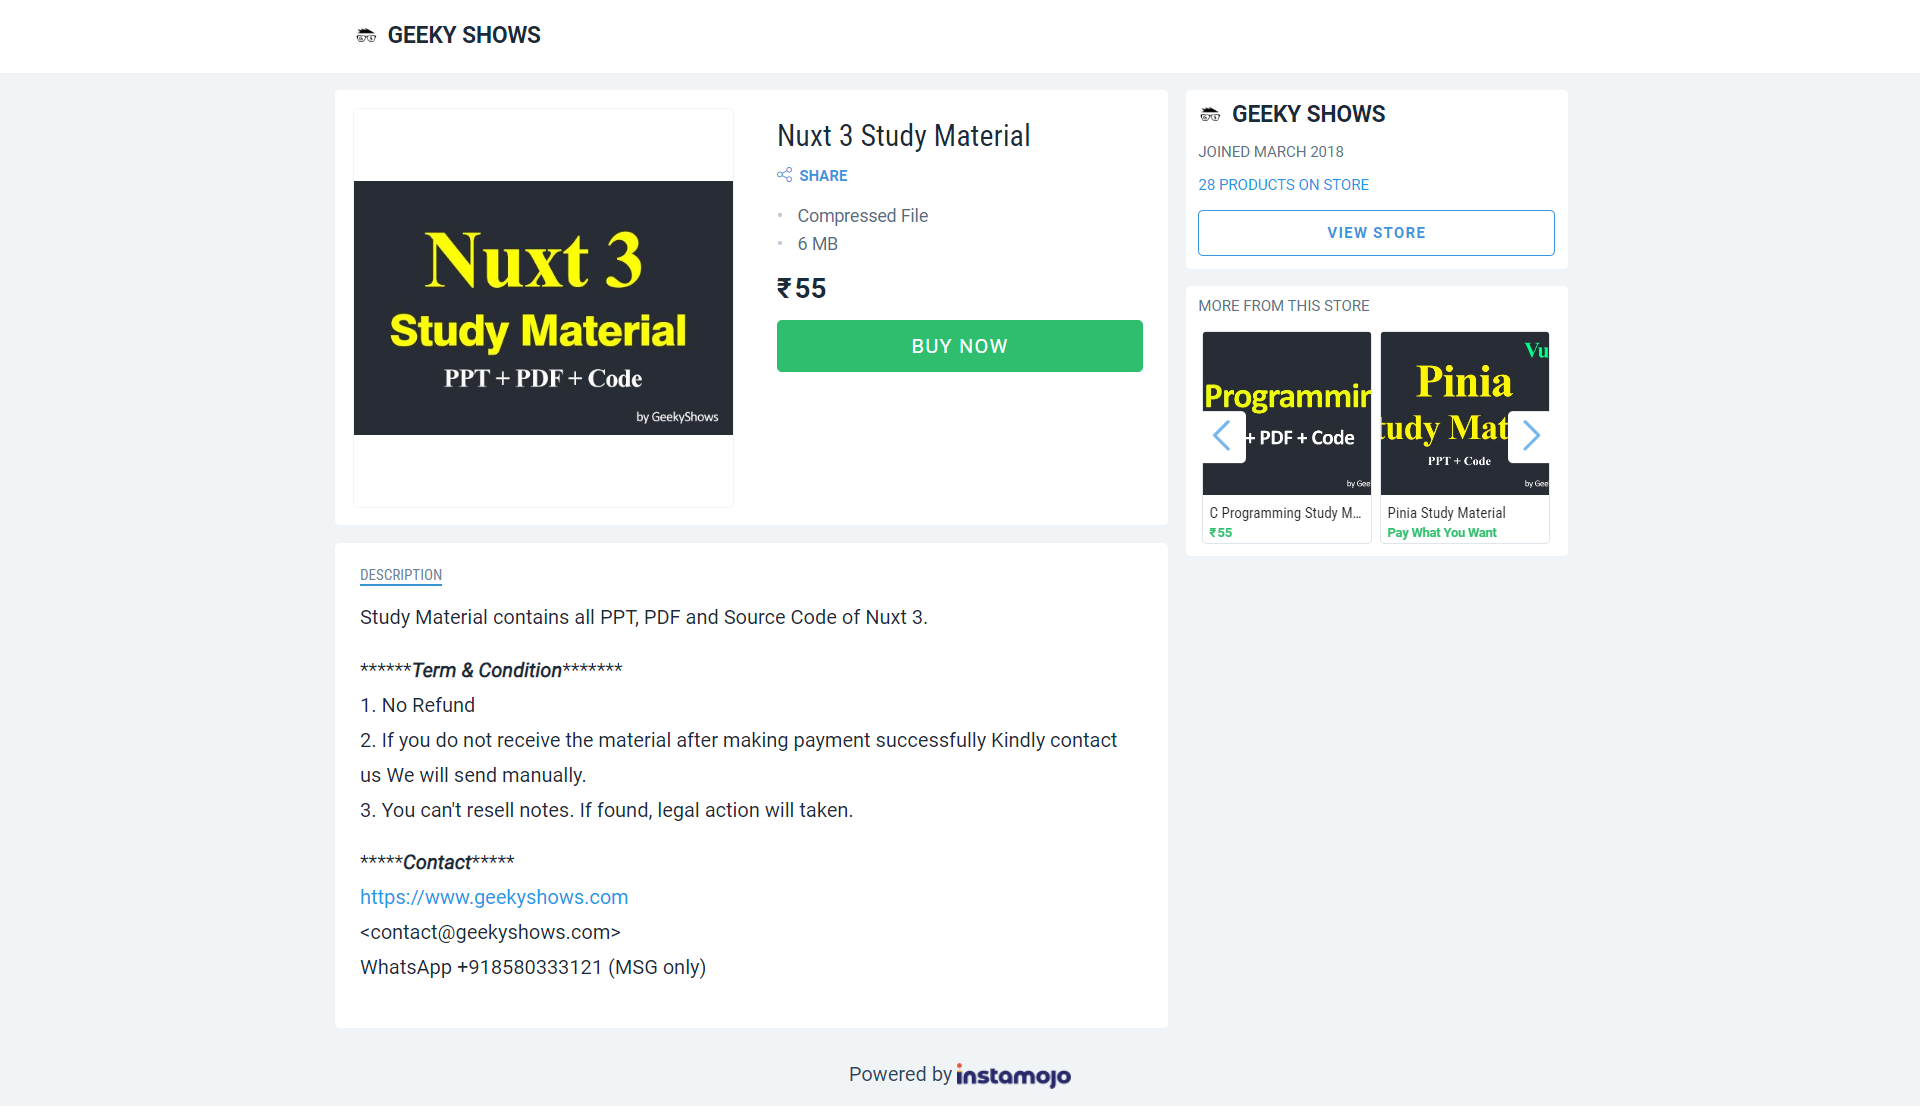 GEEKY SHOWS
Nuxt 3
Study Material
PPT + PDF + Code
by GeekyShows
Nuxt 3 Study Material
SHARE
• Compressed File
• 6 MB
₹55
BUY NOW
GEEKY SHOWS
JOINED MARCH 2018
28 PRODUCTS ON STORE
VIEW STORE
MORE FROM THIS STORE
Programmin
+ PDF + Code
by Gee
C Programming Study M...
₹55
Vu
Pinia
tudy Mat
PPT + Code
by Gee
Pinia Study Material
Pay What You Want
DESCRIPTION
Study Material contains all PPT, PDF and Source Code of Nuxt 3.
******Term & Condition*******
1. No Refund
2. If you do not receive the material after making payment successfully Kindly contact
us We will send manually.
3. You can't resell notes. If found, legal action will taken.
*****Contact*****
https://www.geekyshows.com
<contact@geekyshows.com>
WhatsApp +918580333121 (MSG only)
Powered by instamojo